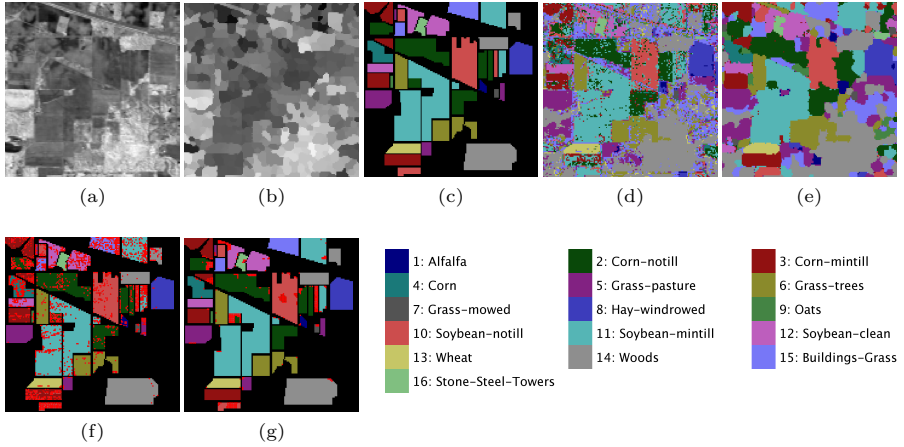 (a) (b) (c) (d) (e)
1: Alfalfa 2: Corn-notill 3: Corn-mintill
4: Corn 5: Grass-pasture 6: Grass-trees
7: Grass-mowed 8: Hay-windrowed 9: Oats
10: Soybean-notill 11: Soybean-mintill 12: Soybean-clean
13: Wheat 14: Woods 15: Buildings-Grass
16: Stone-Steel-Towers
(f) (g)